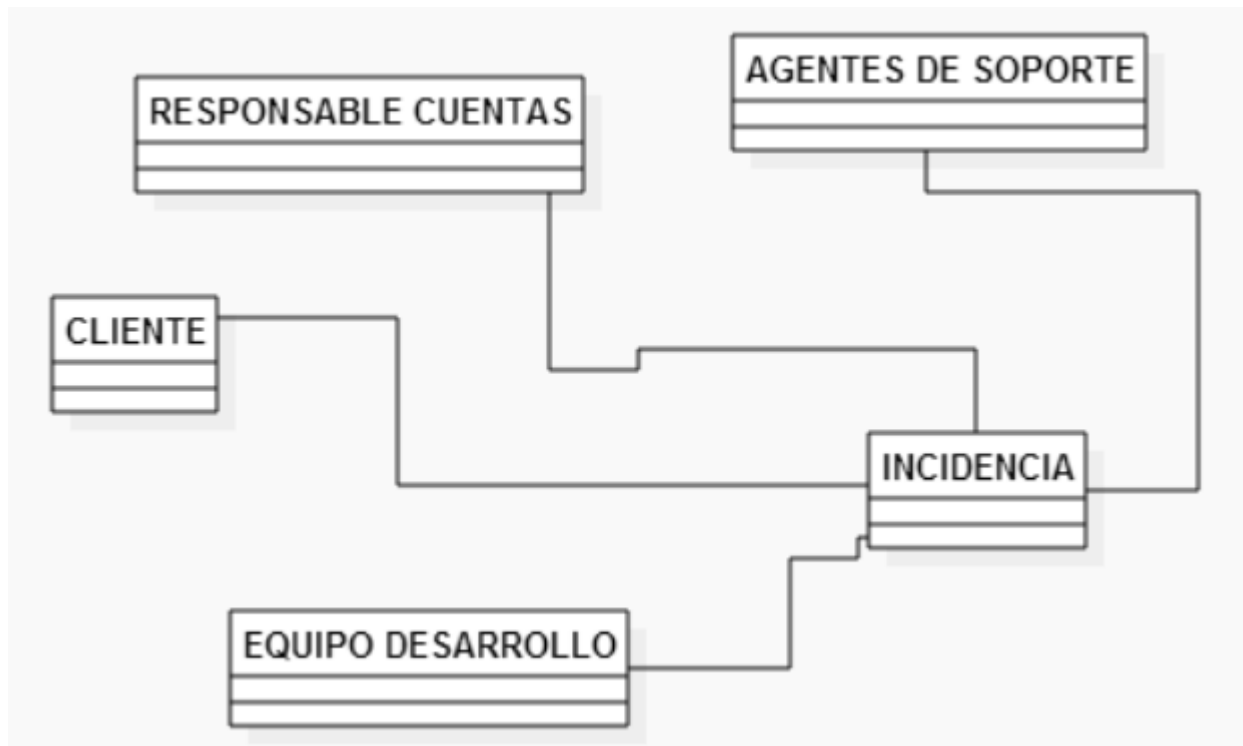 AGENTES DE SOPORTE
RESPONSABLE CUENTAS
CLIENTE
INCIDENCIA
EQUIPO DESARROLLO